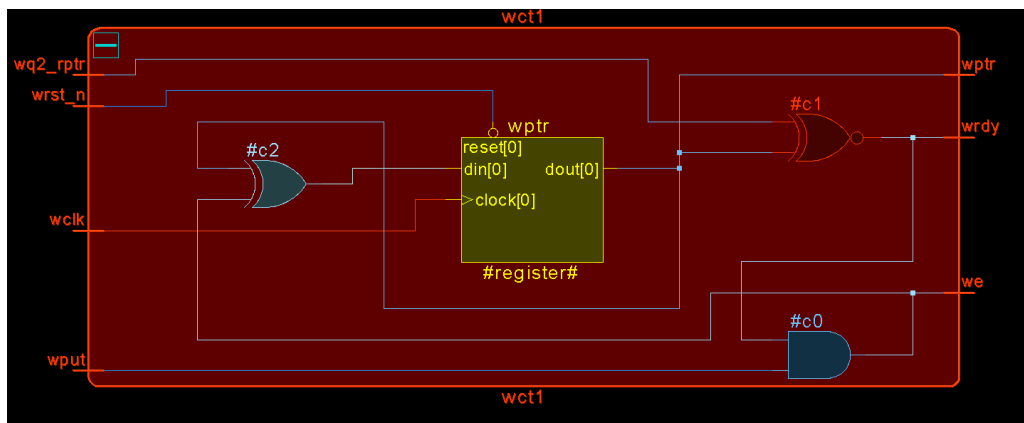 wct1
wq2_rptr
wptr
wrst_n
#c1
wrdy
wptr
#c2
reset[0]
din[0]
dout[0]
clock[0]
wclk
#register#
we
#c0
wput
wct1